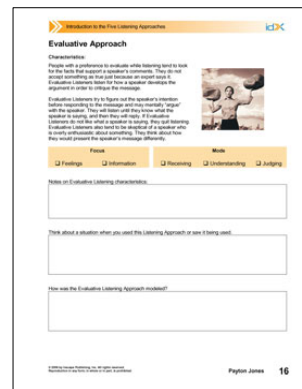 Introduction to the Five Listening Approaches
idX
Evaluative Approach
Characteristics:
People with a preference to evaluate while listening tend to look
for the facts that support a speaker's comments. They do not
accept something as true just because an expert says it.
Evaluative Listeners listen for how a speaker develops the
argument in order to critique the message.
Evaluative Listeners try to figure out the speaker's intention
before responding to the message and may mentally "argue"
with the speaker. They will listen until they know what the
speaker is saying, and then they will reply. If Evaluative
Listeners do not like what a speaker is saying, they quit listening.
Evaluative Listeners also tend to be skeptical of a speaker who
is overly enthusiastic about something. They think about how
they would present the speaker's message differently.
Focus Mode
❑ Feelings ❑ Information ❑ Receiving ❑ Understanding ❑ Judging
Notes on Evaluative Listening characteristics:
Think about a situation when you used this Listening Approach or saw it being used.
How was the Evaluative Listening Approach modeled?
Payton Jones 16